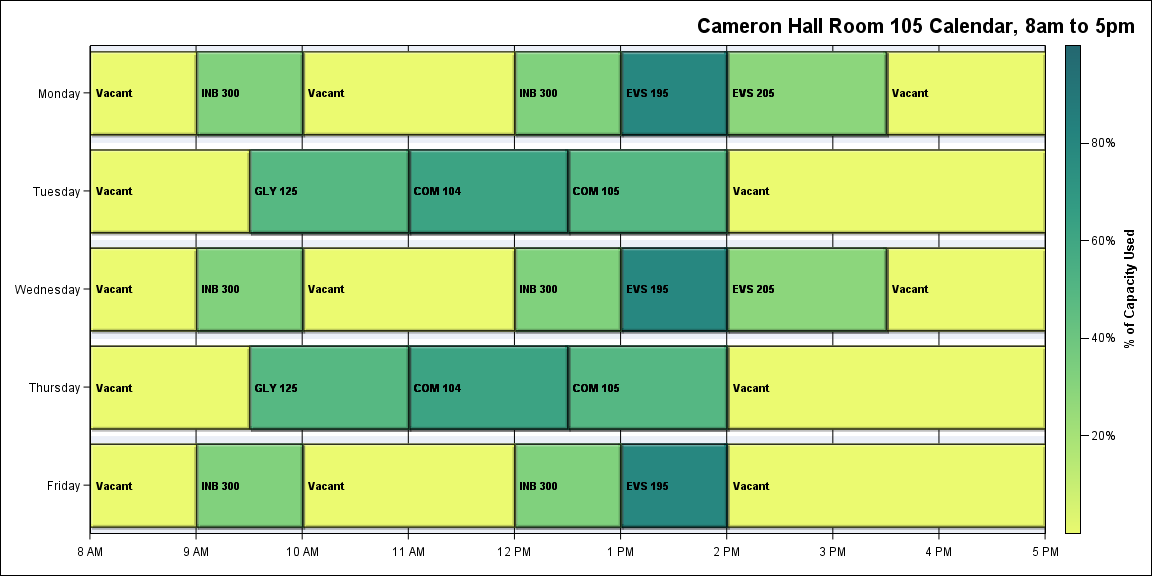 Cameron Hall Room 105 Calendar, 8am to 5pm
Monday Vacant INB 300 Vacant INB 300 EVS 195 EVS 205 Vacant
Tuesday Vacant GLY 125 COM 104 COM 105 Vacant
Wednesday Vacant INB 300 Vacant INB 300 EVS 195 EVS 205 Vacant
Thursday Vacant GLY 125 COM 104 COM 105 Vacant
Friday Vacant INB 300 Vacant INB 300 EVS 195 Vacant
8 AM 9 AM 10 AM 11 AM 12 PM 1 PM 2 PM 3 PM 4 PM 5 PM
80%
60%
40%
20%
% of Capacity Used